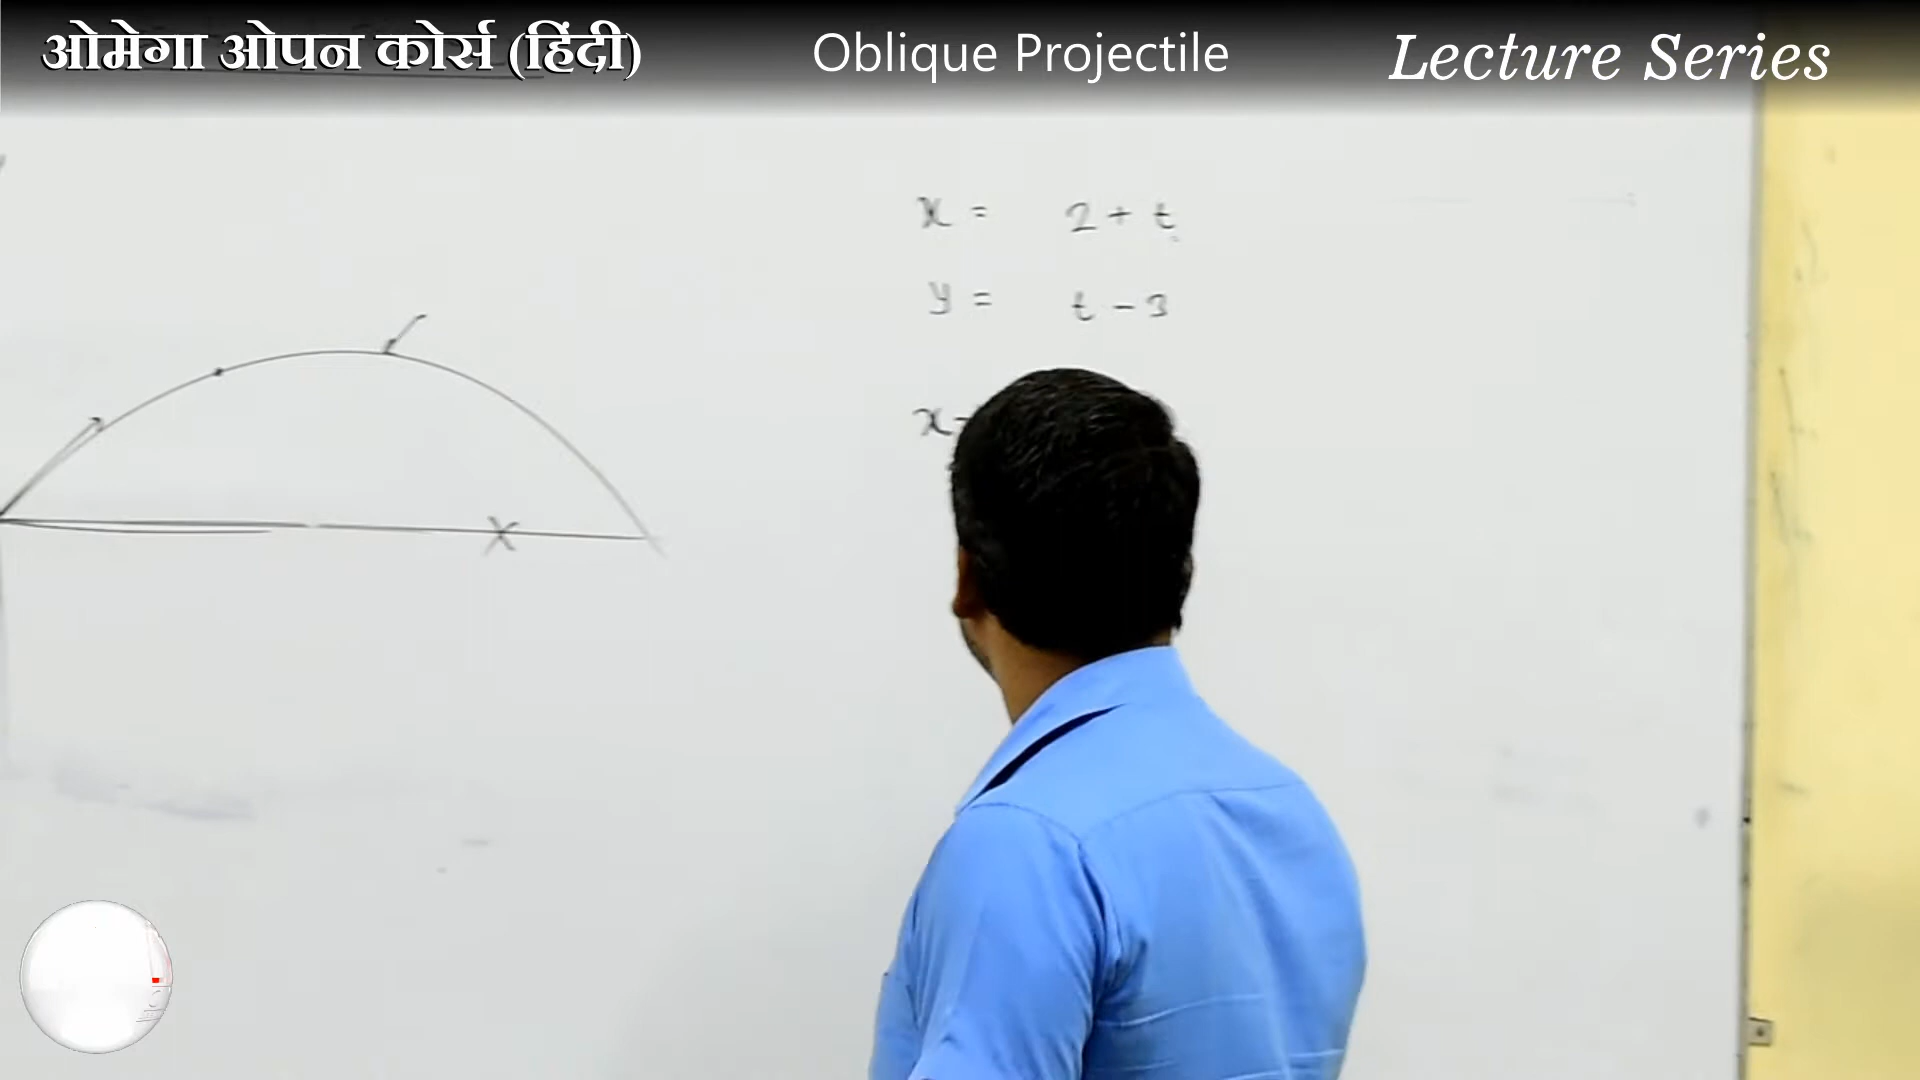 ओमेगा ओपन कोर्स (हिंदी)
Oblique Projectile
Lecture Series
x = 2 + t
y = t - 3
x -
X